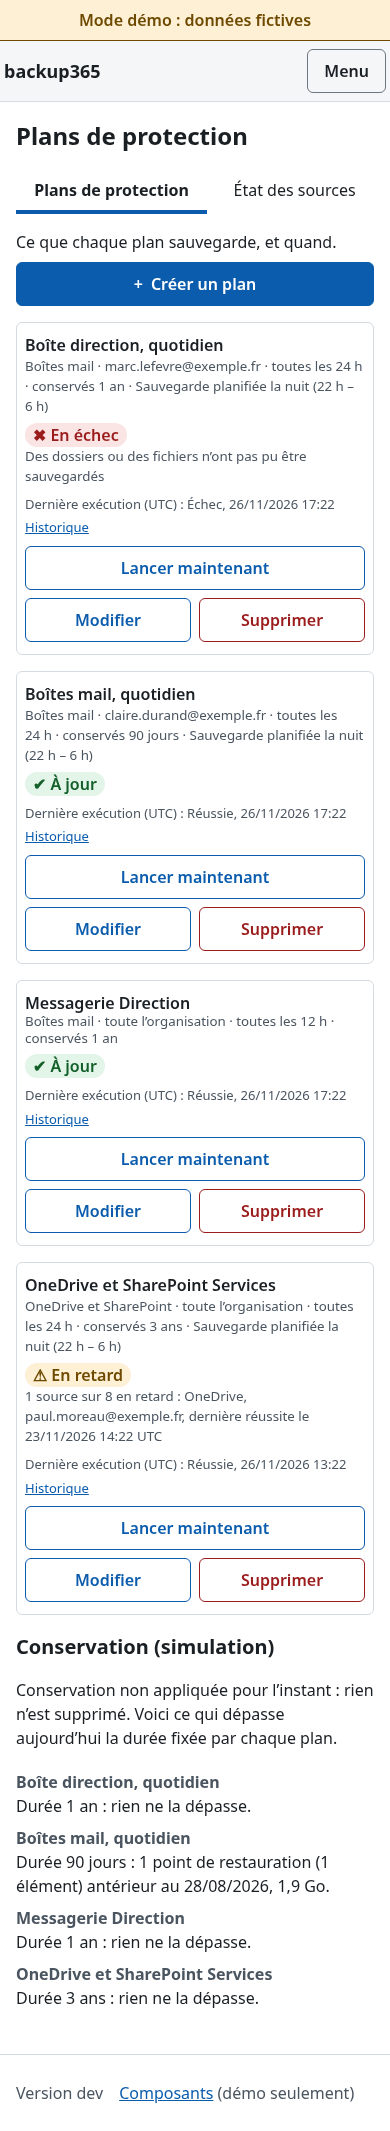 Mode démo : données fictives
backup365
Menu
Plans de protection
Plans de protection
État des sources
Ce que chaque plan sauvegarde, et quand.
+ Créer un plan
Boîte direction, quotidien
Boîtes mail · marc.lefevre@exemple.fr · toutes les 24 h
· conservés 1 an · Sauvegarde planifiée la nuit (22 h –
6 h)
✖ En échec
Des dossiers ou des fichiers n’ont pas pu être
sauvegardés
Dernière exécution (UTC) : Échec, 26/11/2026 17:22
Historique
Lancer maintenant
Modifier
Supprimer
Boîtes mail, quotidien
Boîtes mail · claire.durand@exemple.fr · toutes les
24 h · conservés 90 jours · Sauvegarde planifiée la nuit
(22 h – 6 h)
✔ À jour
Dernière exécution (UTC) : Réussie, 26/11/2026 17:22
Historique
Lancer maintenant
Modifier
Supprimer
Messagerie Direction
Boîtes mail · toute l’organisation · toutes les 12 h ·
conservés 1 an
✔ À jour
Dernière exécution (UTC) : Réussie, 26/11/2026 17:22
Historique
Lancer maintenant
Modifier
Supprimer
OneDrive et SharePoint Services
OneDrive et SharePoint · toute l’organisation · toutes
les 24 h · conservés 3 ans · Sauvegarde planifiée la
nuit (22 h – 6 h)
⚠ En retard
1 source sur 8 en retard : OneDrive,
paul.moreau@exemple.fr, dernière réussite le
23/11/2026 14:22 UTC
Dernière exécution (UTC) : Réussie, 26/11/2026 13:22
Historique
Lancer maintenant
Modifier
Supprimer
Conservation (simulation)
Conservation non appliquée pour l’instant : rien
n’est supprimé. Voici ce qui dépasse
aujourd’hui la durée fixée par chaque plan.
Boîte direction, quotidien
Durée 1 an : rien ne la dépasse.
Boîtes mail, quotidien
Durée 90 jours : 1 point de restauration (1
élément) antérieur au 28/08/2026, 1,9 Go.
Messagerie Direction
Durée 1 an : rien ne la dépasse.
OneDrive et SharePoint Services
Durée 3 ans : rien ne la dépasse.
Version dev Composants (démo seulement)